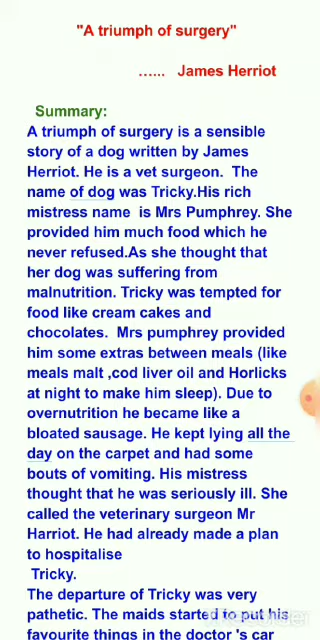 "A triumph of surgery"
...... James Herriot
Summary:
A triumph of surgery is a sensible
story of a dog written by James
Herriot. He is a vet surgeon. The
name of dog was Tricky.His rich
mistress name is Mrs Pumphrey. She
provided him much food which he
never refused.As she thought that
her dog was suffering from
malnutrition. Tricky was tempted for
food like cream cakes and
chocolates. Mrs pumphrey provided
him some extras between meals (like
meals malt ,cod liver oil and Horlicks
at night to make him sleep). Due to
overnutrition he became like a
bloated sausage. He kept lying all the
day on the carpet and had some
bouts of vomiting. His mistress
thought that he was seriously ill. She
called the veterinary surgeon Mr
Harriot. He had already made a plan
to hospitalise
Tricky.
The departure of Tricky was very
pathetic. The maids started to put his
favourite things in the doctor 's car